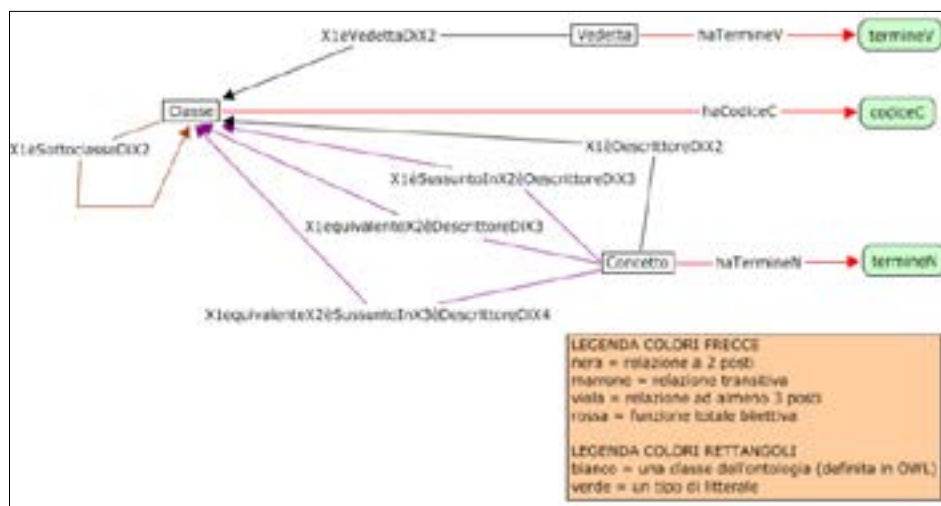 X1èVedettaDiX2
Vedetta
haTermineV
termineV
Classe
haCodiceC
codiceC
X1èSottoclasseDiX2
X1èDescrittoreDiX2
X1èSussuntoInX2èDescrittoreDiX3
X1equivalenteX2èDescrittoreDiX3
Concetto
haTermineN
termineN
X1equivalenteX2èSussuntoInX3èDescrittoreDiX4
LEGENDA COLORI FRECCE
nera = relazione a 2 posti
marrone = relazione transitiva
viola = relazione ad almeno 3 posti
rossa = funzione totale biiettiva
LEGENDA COLORI RETTANGOLI
bianco = una classe dell'ontologia (definita in OWL)
verde = un tipo di litterale